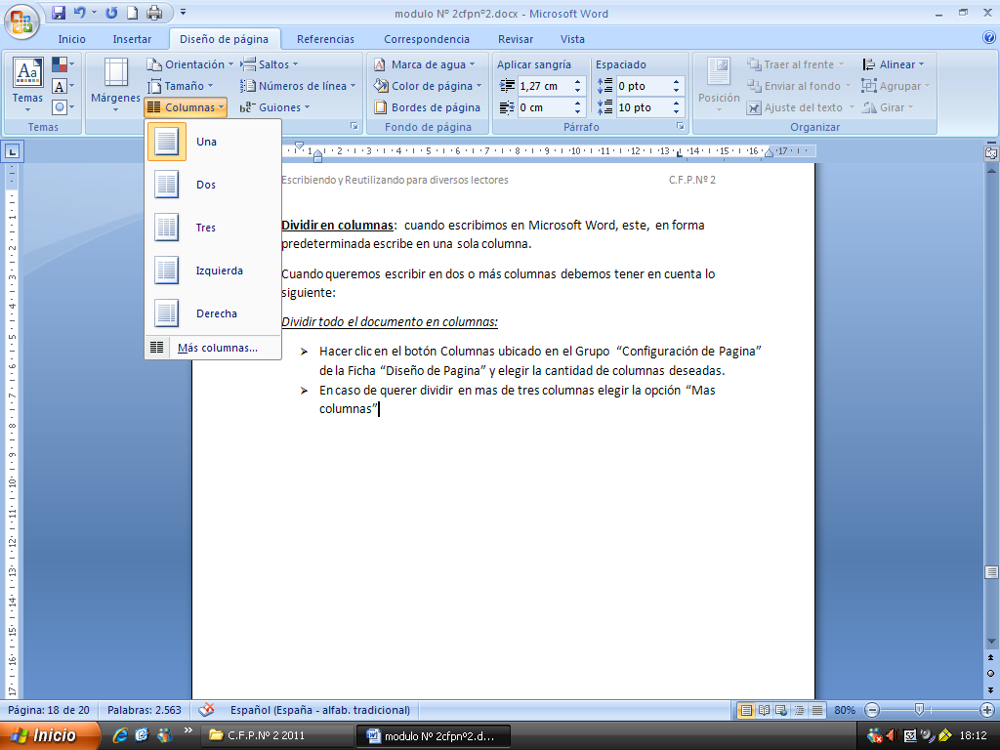 modulo Nº 2cfpnº2.docx - Microsoft Word
Inicio Insertar Diseño de página Referencias Correspondencia Revisar Vista
Temas
Temas
Márgenes
Orientación
Tamaño
Columnas
Saltos
Números de línea
Guiones
Marca de agua
Color de página
Bordes de página
Fondo de página
Aplicar sangría
1,27 cm
0 cm
Espaciado
0 pto
10 pto
Párrafo
Posición
Traer al frente
Enviar al fondo
Ajuste del texto
Alinear
Agrupar
Girar
Organizar
Una
Dos
Tres
Izquierda
Derecha
Más columnas...
Escribiendo y Reutilizando para diversos lectores C.F.P.Nº 2
Dividir en columnas: cuando escribimos en Microsoft Word, este, en forma
predeterminada escribe en una sola columna.
Cuando queremos escribir en dos o más columnas debemos tener en cuenta lo
siguiente:
Dividir todo el documento en columnas:
➢ Hacer clic en el botón Columnas ubicado en el Grupo “Configuración de Pagina”
de la Ficha “Diseño de Pagina” y elegir la cantidad de columnas deseadas.
➢ En caso de querer dividir en mas de tres columnas elegir la opción “Mas
columnas”
Página: 18 de 20 Palabras: 2.563 Español (España - alfab. tradicional) 80%
Inicio C.F.P.Nº 2 2011 modulo Nº 2cfpnº2.d... 18:12